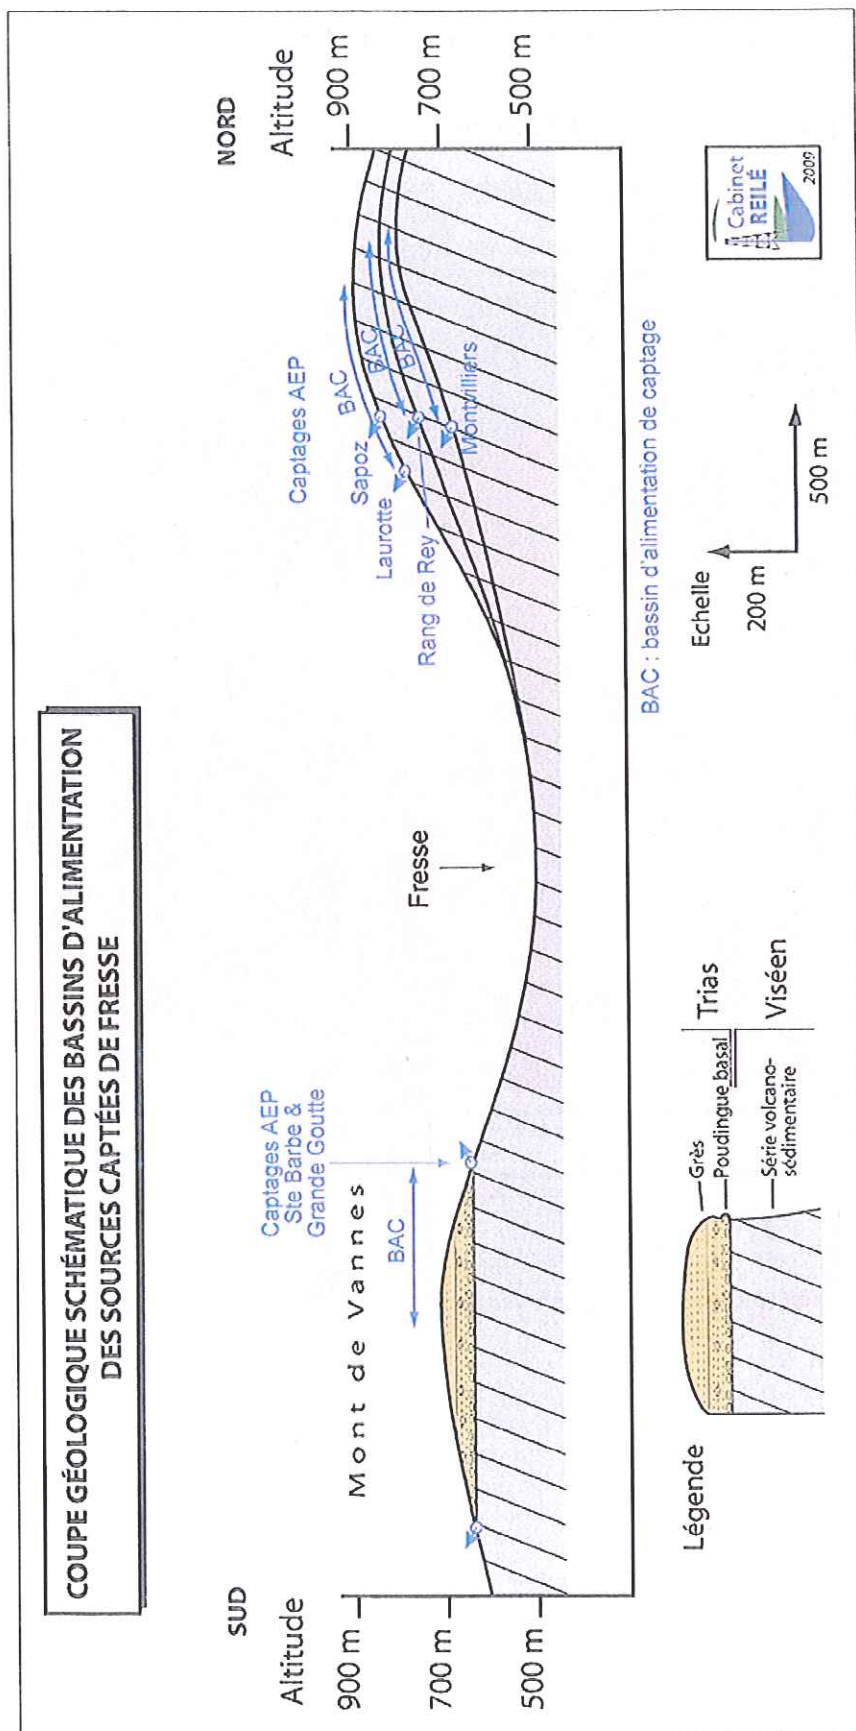 COUPE GÉOLOGIQUE SCHÉMATIQUE DES BASSINS D'ALIMENTATION
DES SOURCES CAPTÉES DE FRESSE
SUD
NORD
Altitude
900 m
700 m
500 m
Altitude
900 m
700 m
500 m
Mont de Vannes
Captages AEP
Ste Barbe &
Grande Goutte
BAC
Fresse
Captages AEP
Sapoz
Laurotte
Rang de Rey
Montvilliers
BAC
BAC
BAC
BAC : bassin d'alimentation de captage
Légende
Grès
Poudingue basal
Série volcano-
sédimentaire
Trias
Viséen
Echelle
200 m
500 m
Cabinet
REILÉ
2009